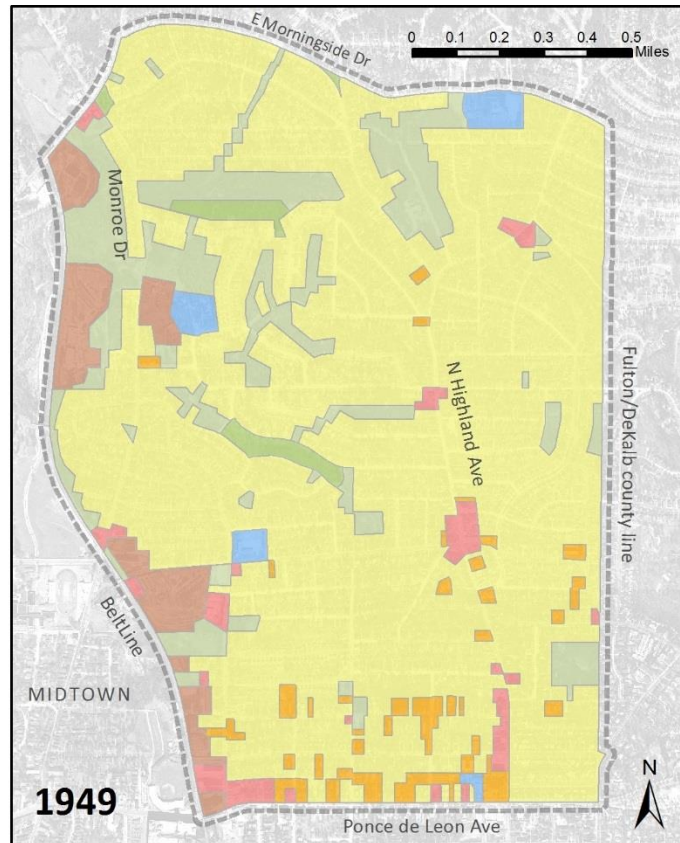 E Morningside Dr
0 0.1 0.2 0.3 0.4 0.5
Miles
Monroe Dr
N Highland Ave
Fulton/DeKalb county line
BeltLine
MIDTOWN
1949
Ponce de Leon Ave
N